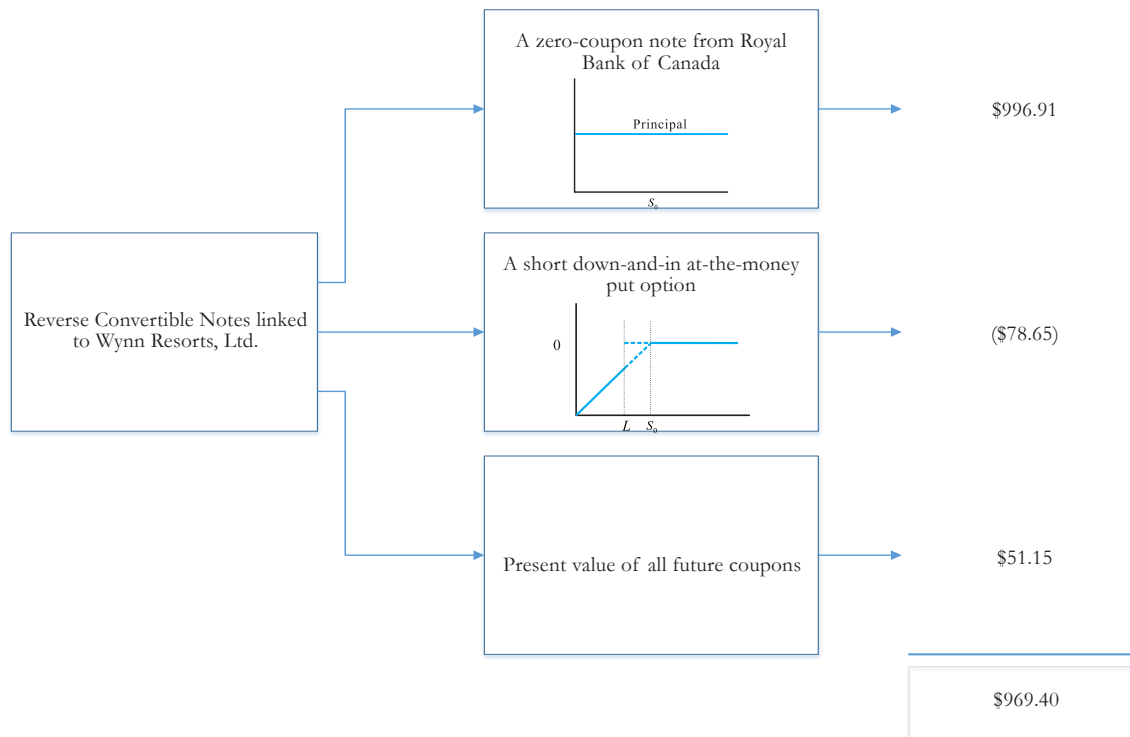 A zero-coupon note from Royal
Bank of Canada
Principal
S₀
$996.91
Reverse Convertible Notes linked
to Wynn Resorts, Ltd.
A short down-and-in at-the-money
put option
0
L S₀
($78.65)
Present value of all future coupons
$51.15
$969.40